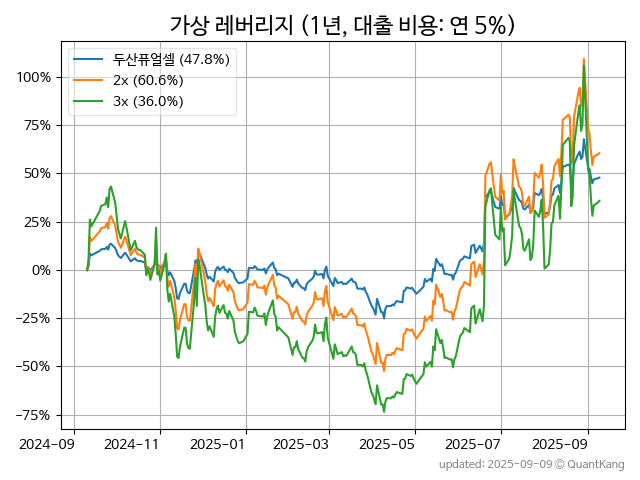 가상 레버리지 (1년, 대출 비용: 연 5%)
두산퓨얼셀 (47.8%)
2x (60.6%)
3x (36.0%)
100%
75%
50%
25%
0%
−25%
−50%
−75%
2024-09 2024-11 2025-01 2025-03 2025-05 2025-07 2025-09
updated: 2025-09-09 © QuantKang